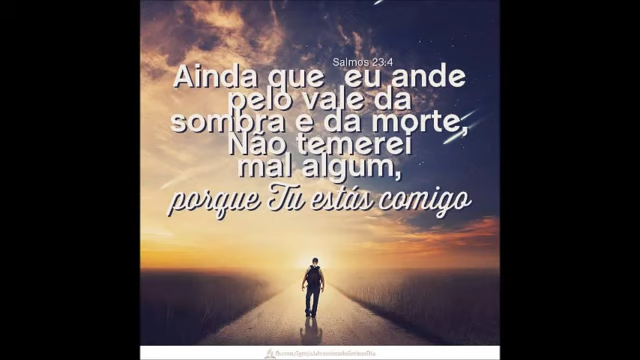 Salmos 23:4
Ainda que eu ande
pelo vale da
sombra e da morte,
Não temerei
mal algum,
porque Tu estás comigo